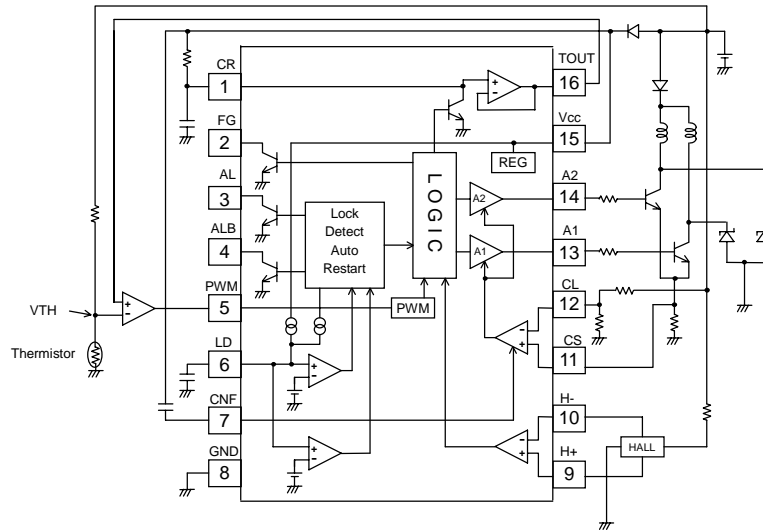 CR
1
FG
2
AL
3
ALB
4
PWM
5
LD
6
CNF
7
GND
8
VTH
Thermistor
+
-
Lock
Detect
Auto
Restart
LOGIC
PWM
REG
A2
A1
+
-
+
-
+
-
-
+
-
+
TOUT
16
Vcc
15
A2
14
A1
13
CL
12
CS
11
H-
10
H+
9
HALL